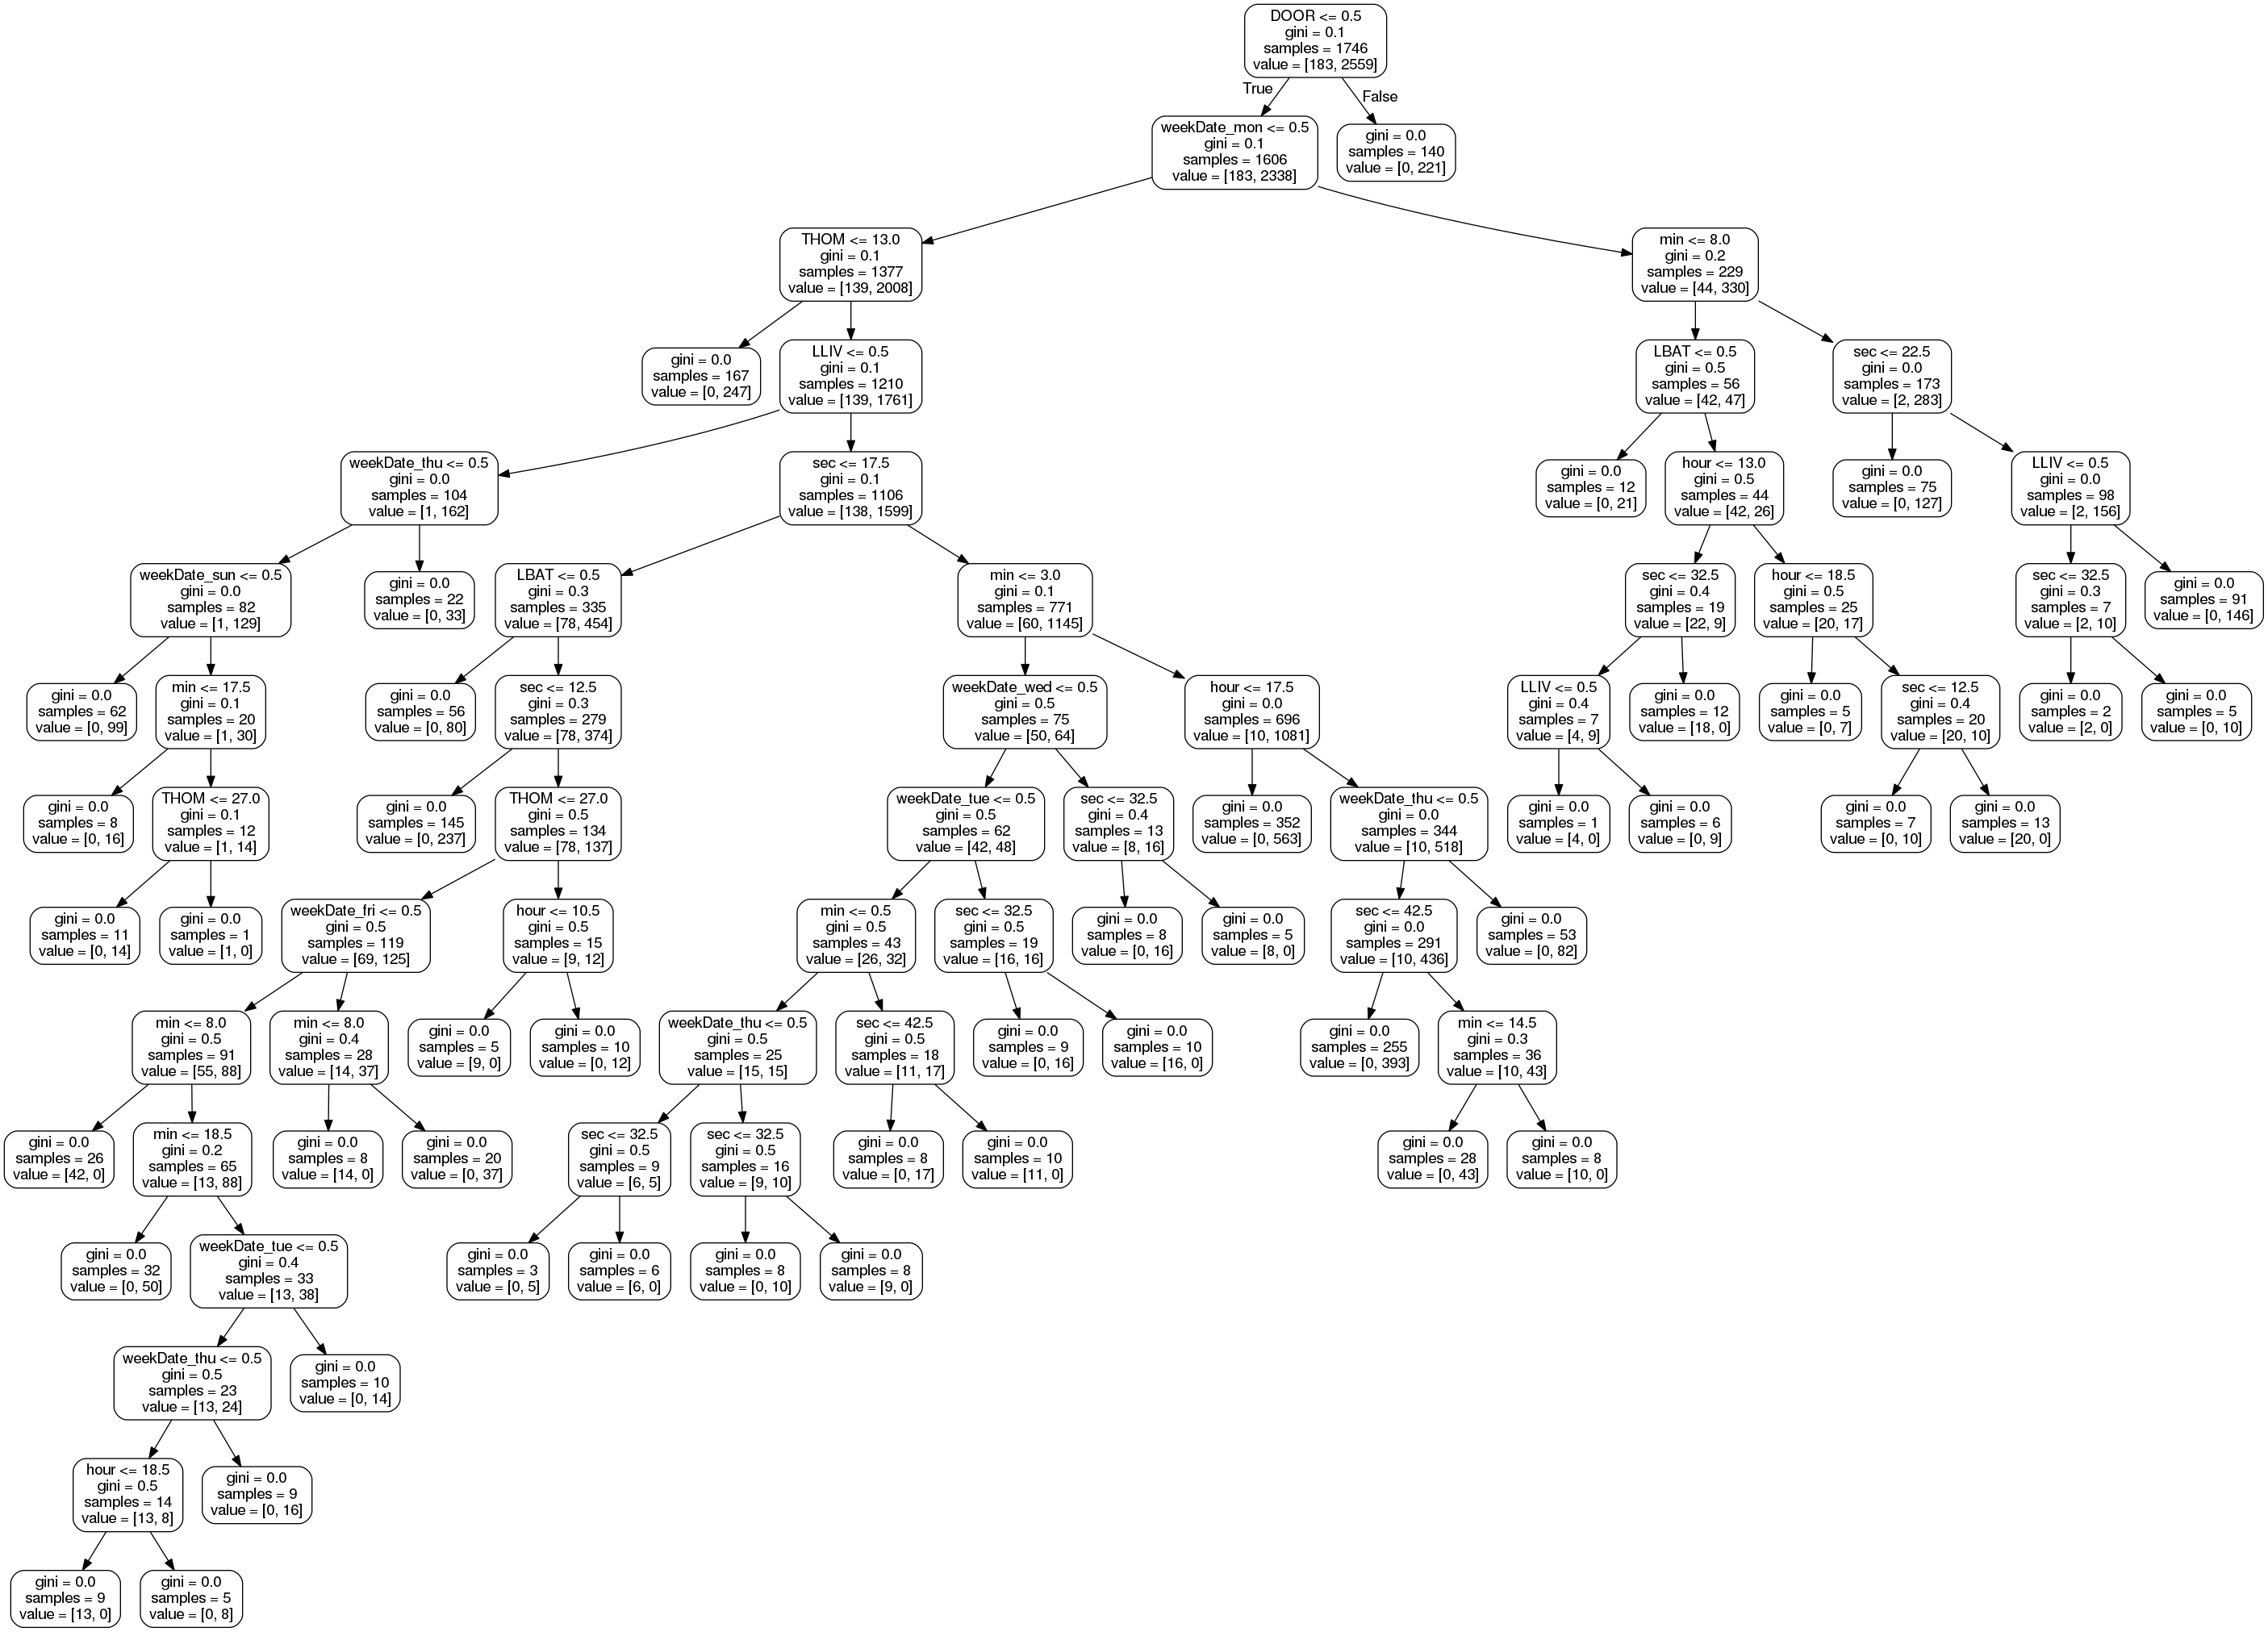 DOOR <= 0.5
gini = 0.1
samples = 1746
value = [183, 2559]
True
False
weekDate_mon <= 0.5
gini = 0.1
samples = 1606
value = [183, 2338]
gini = 0.0
samples = 140
value = [0, 221]
THOM <= 13.0
gini = 0.1
samples = 1377
value = [139, 2008]
min <= 8.0
gini = 0.2
samples = 229
value = [44, 330]
gini = 0.0
samples = 167
value = [0, 247]
LLIV <= 0.5
gini = 0.1
samples = 1210
value = [139, 1761]
LBAT <= 0.5
gini = 0.5
samples = 56
value = [42, 47]
sec <= 22.5
gini = 0.0
samples = 173
value = [2, 283]
weekDate_thu <= 0.5
gini = 0.0
samples = 104
value = [1, 162]
sec <= 17.5
gini = 0.1
samples = 1106
value = [138, 1599]
gini = 0.0
samples = 12
value = [0, 21]
hour <= 13.0
gini = 0.5
samples = 44
value = [42, 26]
gini = 0.0
samples = 75
value = [0, 127]
LLIV <= 0.5
gini = 0.0
samples = 98
value = [2, 156]
weekDate_sun <= 0.5
gini = 0.0
samples = 82
value = [1, 129]
gini = 0.0
samples = 22
value = [0, 33]
LBAT <= 0.5
gini = 0.3
samples = 335
value = [78, 454]
min <= 3.0
gini = 0.1
samples = 771
value = [60, 1145]
sec <= 32.5
gini = 0.4
samples = 19
value = [22, 9]
hour <= 18.5
gini = 0.5
samples = 25
value = [20, 17]
sec <= 32.5
gini = 0.3
samples = 7
value = [2, 10]
gini = 0.0
samples = 91
value = [0, 146]
gini = 0.0
samples = 62
value = [0, 99]
min <= 17.5
gini = 0.1
samples = 20
value = [1, 30]
gini = 0.0
samples = 56
value = [0, 80]
sec <= 12.5
gini = 0.3
samples = 279
value = [78, 374]
weekDate_wed <= 0.5
gini = 0.5
samples = 75
value = [50, 64]
hour <= 17.5
gini = 0.0
samples = 696
value = [10, 1081]
LLIV <= 0.5
gini = 0.4
samples = 7
value = [4, 9]
gini = 0.0
samples = 12
value = [18, 0]
gini = 0.0
samples = 5
value = [0, 7]
sec <= 12.5
gini = 0.4
samples = 20
value = [20, 10]
gini = 0.0
samples = 2
value = [2, 0]
gini = 0.0
samples = 5
value = [0, 10]
gini = 0.0
samples = 8
value = [0, 16]
THOM <= 27.0
gini = 0.1
samples = 12
value = [1, 14]
gini = 0.0
samples = 145
value = [0, 237]
THOM <= 27.0
gini = 0.5
samples = 134
value = [78, 137]
weekDate_tue <= 0.5
gini = 0.5
samples = 62
value = [42, 48]
sec <= 32.5
gini = 0.4
samples = 13
value = [8, 16]
gini = 0.0
samples = 352
value = [0, 563]
weekDate_thu <= 0.5
gini = 0.0
samples = 344
value = [10, 518]
gini = 0.0
samples = 1
value = [4, 0]
gini = 0.0
samples = 6
value = [0, 9]
gini = 0.0
samples = 7
value = [0, 10]
gini = 0.0
samples = 13
value = [20, 0]
gini = 0.0
samples = 11
value = [0, 14]
gini = 0.0
samples = 1
value = [1, 0]
weekDate_fri <= 0.5
gini = 0.5
samples = 119
value = [69, 125]
hour <= 10.5
gini = 0.5
samples = 15
value = [9, 12]
min <= 0.5
gini = 0.5
samples = 43
value = [26, 32]
sec <= 32.5
gini = 0.5
samples = 19
value = [16, 16]
gini = 0.0
samples = 8
value = [0, 16]
gini = 0.0
samples = 5
value = [8, 0]
sec <= 42.5
gini = 0.0
samples = 291
value = [10, 436]
gini = 0.0
samples = 53
value = [0, 82]
min <= 8.0
gini = 0.5
samples = 91
value = [55, 88]
min <= 8.0
gini = 0.4
samples = 28
value = [14, 37]
gini = 0.0
samples = 5
value = [9, 0]
gini = 0.0
samples = 10
value = [0, 12]
weekDate_thu <= 0.5
gini = 0.5
samples = 25
value = [15, 15]
sec <= 42.5
gini = 0.5
samples = 18
value = [11, 17]
gini = 0.0
samples = 9
value = [0, 16]
gini = 0.0
samples = 10
value = [16, 0]
gini = 0.0
samples = 255
value = [0, 393]
min <= 14.5
gini = 0.3
samples = 36
value = [10, 43]
gini = 0.0
samples = 26
value = [42, 0]
min <= 18.5
gini = 0.2
samples = 65
value = [13, 88]
gini = 0.0
samples = 8
value = [14, 0]
gini = 0.0
samples = 20
value = [0, 37]
sec <= 32.5
gini = 0.5
samples = 9
value = [6, 5]
sec <= 32.5
gini = 0.5
samples = 16
value = [9, 10]
gini = 0.0
samples = 8
value = [0, 17]
gini = 0.0
samples = 10
value = [11, 0]
gini = 0.0
samples = 28
value = [0, 43]
gini = 0.0
samples = 8
value = [10, 0]
gini = 0.0
samples = 32
value = [0, 50]
weekDate_tue <= 0.5
gini = 0.4
samples = 33
value = [13, 38]
gini = 0.0
samples = 3
value = [0, 5]
gini = 0.0
samples = 6
value = [6, 0]
gini = 0.0
samples = 8
value = [0, 10]
gini = 0.0
samples = 8
value = [9, 0]
weekDate_thu <= 0.5
gini = 0.5
samples = 23
value = [13, 24]
gini = 0.0
samples = 10
value = [0, 14]
hour <= 18.5
gini = 0.5
samples = 14
value = [13, 8]
gini = 0.0
samples = 9
value = [0, 16]
gini = 0.0
samples = 9
value = [13, 0]
gini = 0.0
samples = 5
value = [0, 8]